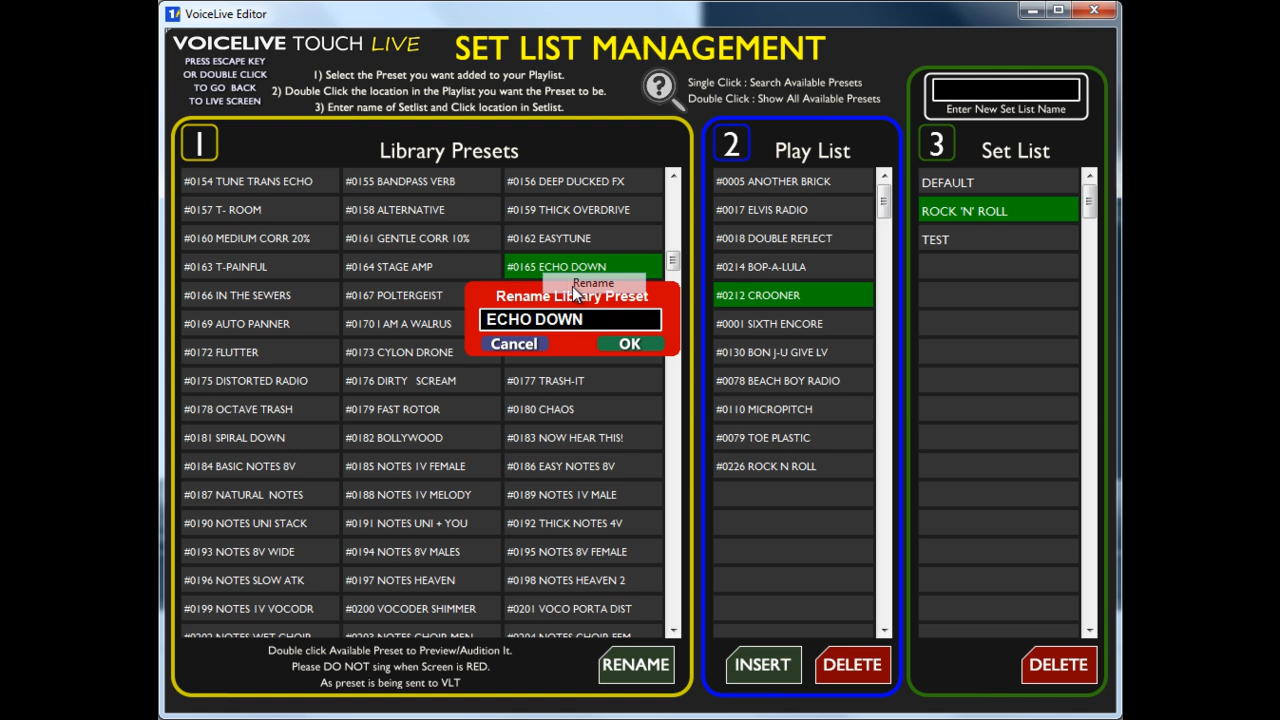 VoiceLive Editor
VOICELIVE TOUCH LIVE
SET LIST MANAGEMENT
PRESS ESCAPE KEY
OR DOUBLE CLICK
TO GO BACK
TO LIVE SCREEN
1) Select the Preset you want added to your Playlist.
2) Double Click the location in the Playlist you want the Preset to be.
3) Enter name of Setlist and Click location in Setlist.
?
Single Click : Search Available Presets
Double Click : Show All Available Presets
Enter New Set List Name
1
Library Presets
#0154 TUNE TRANS ECHO #0155 BANDPASS VERB #0156 DEEP DUCKED FX
#0157 T- ROOM #0158 ALTERNATIVE #0159 THICK OVERDRIVE
#0160 MEDIUM CORR 20% #0161 GENTLE CORR 10% #0162 EASYTUNE
#0163 T-PAINFUL #0164 STAGE AMP #0165 ECHO DOWN
#0166 IN THE SEWERS #0167 POLTERGEIST
#0169 AUTO PANNER #0170 I AM A WALRUS
#0172 FLUTTER #0173 CYLON DRONE
#0175 DISTORTED RADIO #0176 DIRTY SCREAM #0177 TRASH-IT
#0178 OCTAVE TRASH #0179 FAST ROTOR #0180 CHAOS
#0181 SPIRAL DOWN #0182 BOLLYWOOD #0183 NOW HEAR THIS!
#0184 BASIC NOTES 8V #0185 NOTES 1V FEMALE #0186 EASY NOTES 8V
#0187 NATURAL NOTES #0188 NOTES 1V MELODY #0189 NOTES 1V MALE
#0190 NOTES UNI STACK #0191 NOTES UNI + YOU #0192 THICK NOTES 4V
#0193 NOTES 8V WIDE #0194 NOTES 8V MALES #0195 NOTES 8V FEMALE
#0196 NOTES SLOW ATK #0197 NOTES HEAVEN #0198 NOTES HEAVEN 2
#0199 NOTES 1V VOCODR #0200 VOCODER SHIMMER #0201 VOCO PORTA DIST
#0202 NOTES WET CHOIR #0203 NOTES CHOIR MEN #0204 NOTES CHOIR FEM
Rename
Rename Library Preset
ECHO DOWN
Cancel OK
Double click Available Preset to Preview/Audition It.
Please DO NOT sing when Screen is RED.
As preset is being sent to VLT
RENAME
2
Play List
#0005 ANOTHER BRICK
#0017 ELVIS RADIO
#0018 DOUBLE REFLECT
#0214 BOP-A-LULA
#0212 CROONER
#0001 SIXTH ENCORE
#0130 BON J-U GIVE LV
#0078 BEACH BOY RADIO
#0110 MICROPITCH
#0079 TOE PLASTIC
#0226 ROCK N ROLL
INSERT DELETE
3
Set List
DEFAULT
ROCK 'N' ROLL
TEST
DELETE